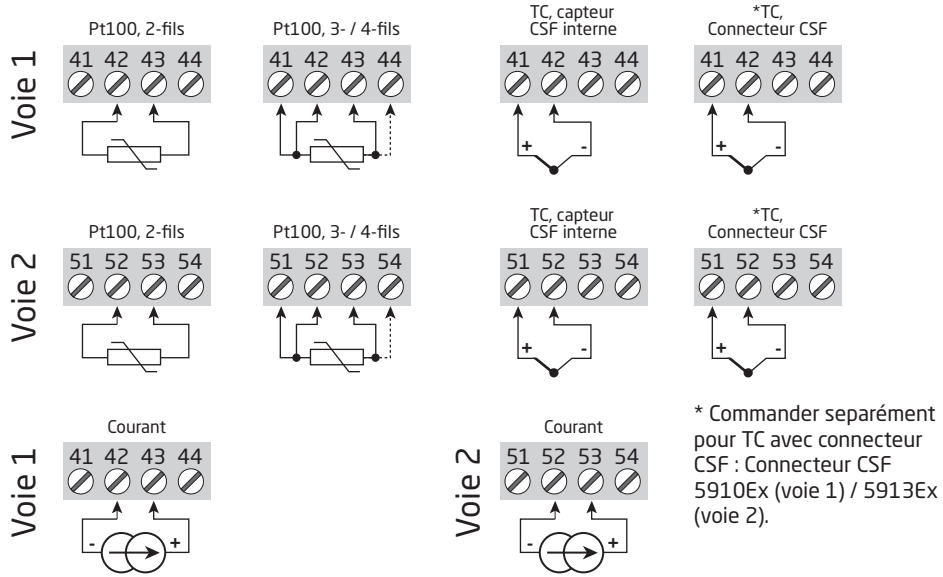 Voie 1
Pt100, 2-fils
41 42 43 44
Pt100, 3- / 4-fils
41 42 43 44
TC, capteur
CSF interne
41 42 43 44
+ -
*TC,
Connecteur CSF
41 42 43 44
+ -
Voie 2
Pt100, 2-fils
51 52 53 54
Pt100, 3- / 4-fils
51 52 53 54
TC, capteur
CSF interne
51 52 53 54
+ -
*TC,
Connecteur CSF
51 52 53 54
+ -
Voie 1
Courant
41 42 43 44
- +
Voie 2
Courant
51 52 53 54
- +
* Commander separément
pour TC avec connecteur
CSF : Connecteur CSF
5910Ex (voie 1) / 5913Ex
(voie 2).